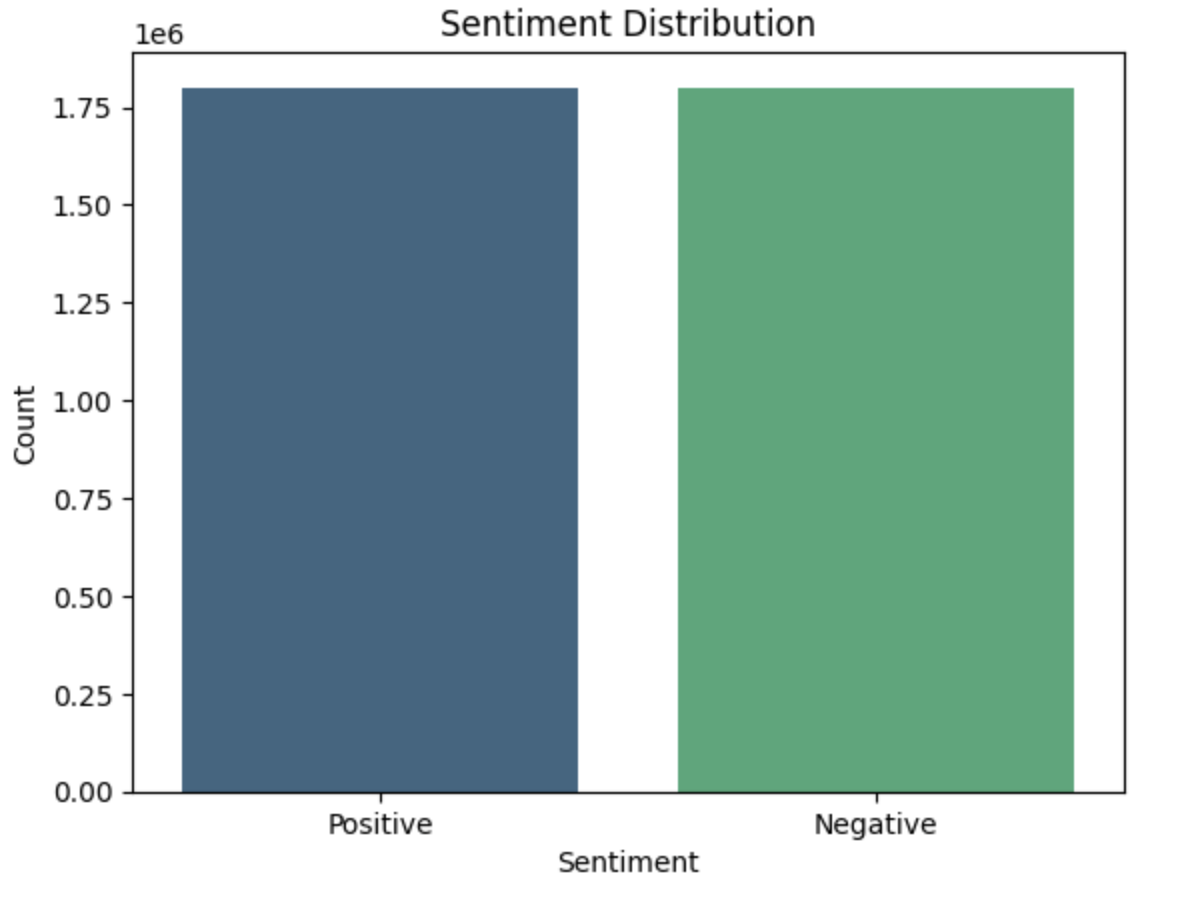 Sentiment Distribution
1e6
1.75
1.50
1.25
1.00
0.75
0.50
0.25
0.00
Count
Positive
Negative
Sentiment